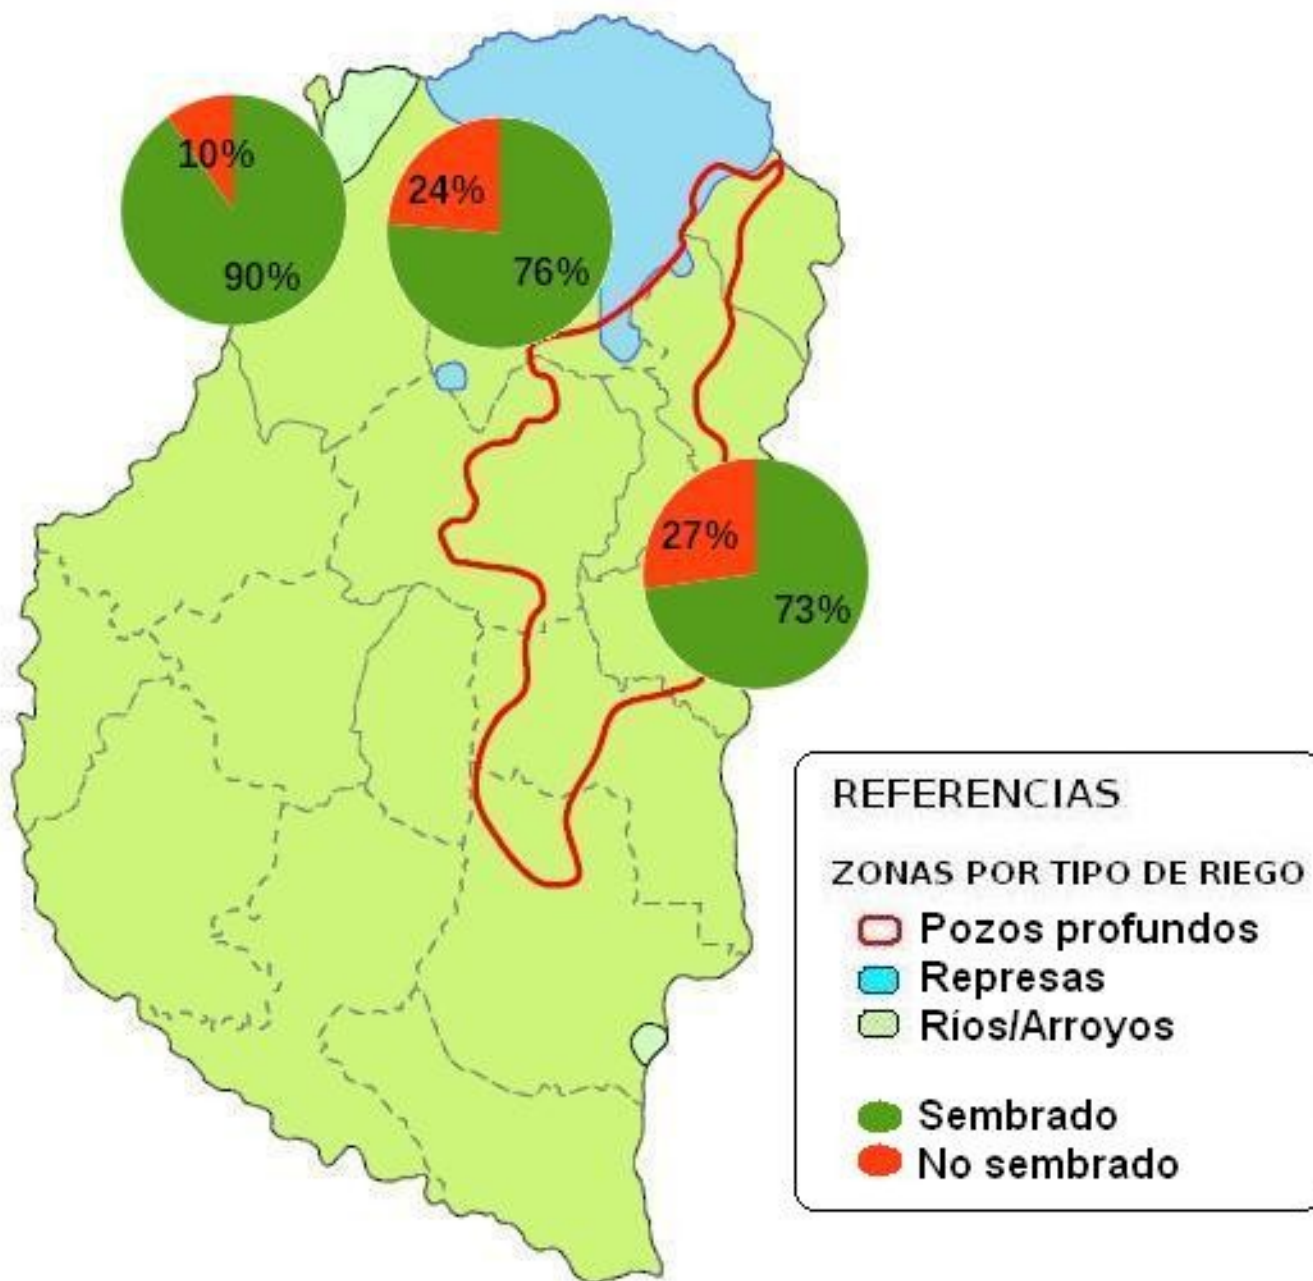 10%
90%
24%
76%
27%
73%
REFERENCIAS
ZONAS POR TIPO DE RIEGO
Pozos profundos
Represas
Ríos/Arroyos
Sembrado
No sembrado